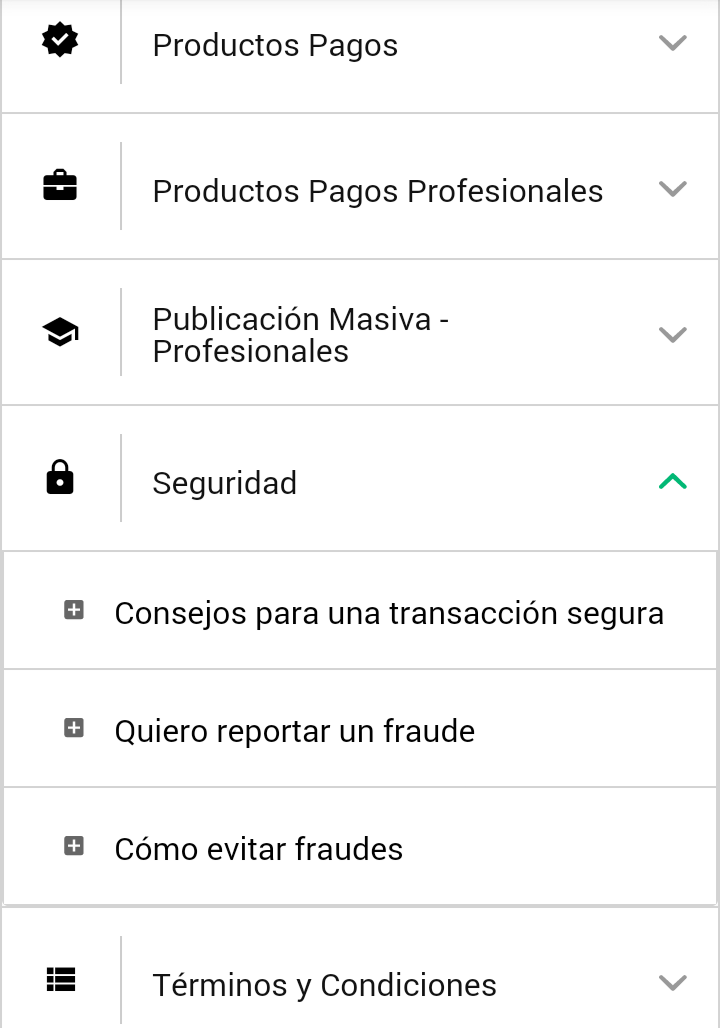 Productos Pagos
Productos Pagos Profesionales
Publicación Masiva -
Profesionales
Seguridad
Consejos para una transacción segura
Quiero reportar un fraude
Cómo evitar fraudes
Términos y Condiciones